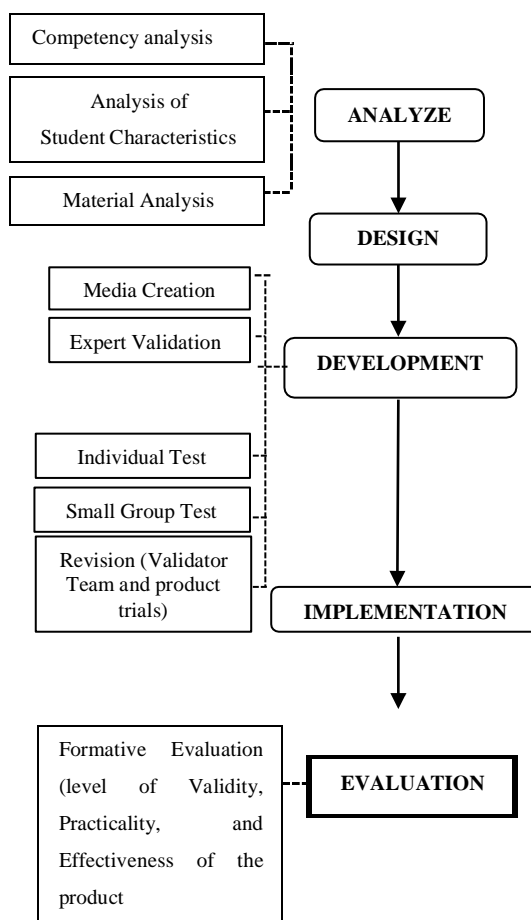 Competency analysis
Analysis of
Student Characteristics
ANALYZE
Material Analysis
DESIGN
Media Creation
Expert Validation
DEVELOPMENT
Individual Test
Small Group Test
Revision (Validator
Team and product
trials)
IMPLEMENTATION
Formative Evaluation
(level of Validity,
Practicality, and
Effectiveness of the
product
EVALUATION